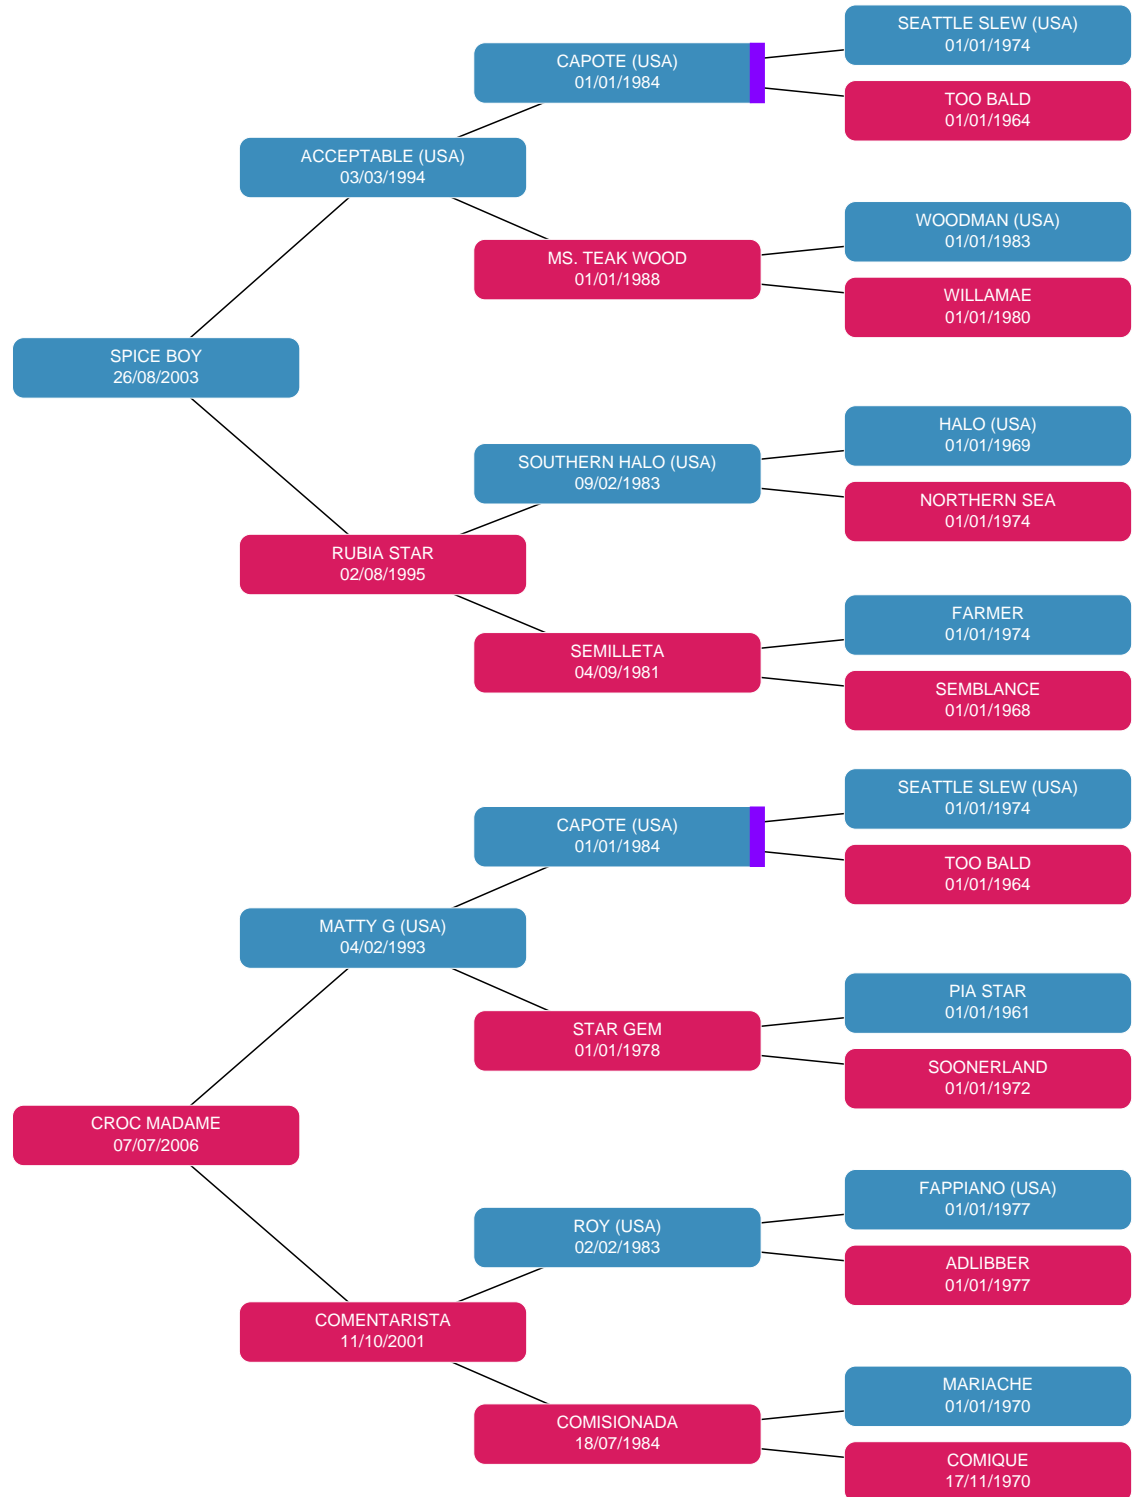 SEATTLE SLEW (USA)
01/01/1974
CAPOTE (USA)
01/01/1984
TOO BALD
01/01/1964
ACCEPTABLE (USA)
03/03/1994
WOODMAN (USA)
01/01/1983
MS. TEAK WOOD
01/01/1988
WILLAMAE
01/01/1980
SPICE BOY
26/08/2003
HALO (USA)
01/01/1969
SOUTHERN HALO (USA)
09/02/1983
NORTHERN SEA
01/01/1974
RUBIA STAR
02/08/1995
FARMER
01/01/1974
SEMILLETA
04/09/1981
SEMBLANCE
01/01/1968
SEATTLE SLEW (USA)
01/01/1974
CAPOTE (USA)
01/01/1984
TOO BALD
01/01/1964
MATTY G (USA)
04/02/1993
PIA STAR
01/01/1961
STAR GEM
01/01/1978
SOONERLAND
01/01/1972
CROC MADAME
07/07/2006
FAPPIANO (USA)
01/01/1977
ROY (USA)
02/02/1983
ADLIBBER
01/01/1977
COMENTARISTA
11/10/2001
MARIACHE
01/01/1970
COMISIONADA
18/07/1984
COMIQUE
17/11/1970